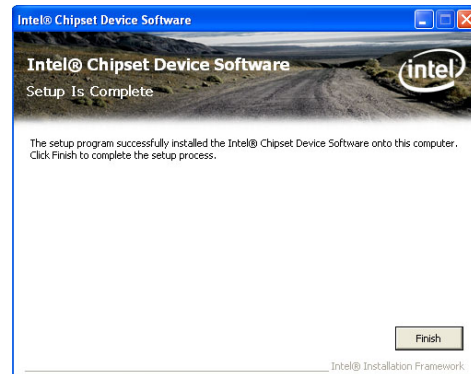 Intel® Chipset Device Software
Intel® Chipset Device Software
Setup Is Complete
intel
The setup program successfully installed the Intel® Chipset Device Software onto this computer.
Click Finish to complete the setup process.
Finish
Intel® Installation Framework